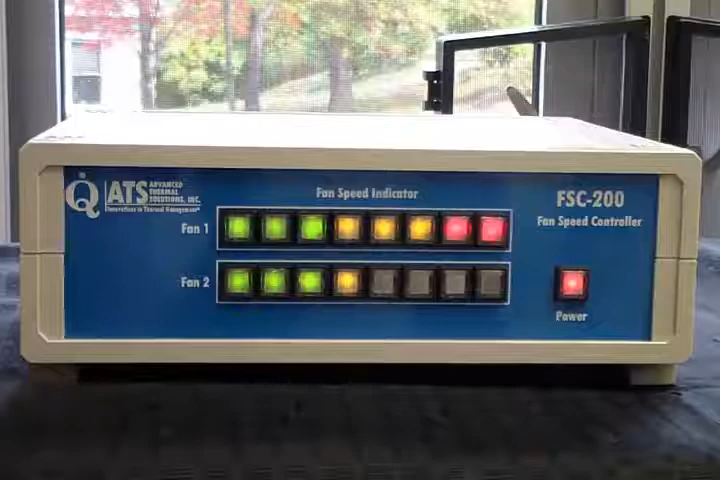 Q ATS ADVANCED
THERMAL
SOLUTIONS, INC.
Innovations in Thermal Management®
Fan Speed Indicator
FSC-200
Fan Speed Controller
Fan 1
Fan 2
Power